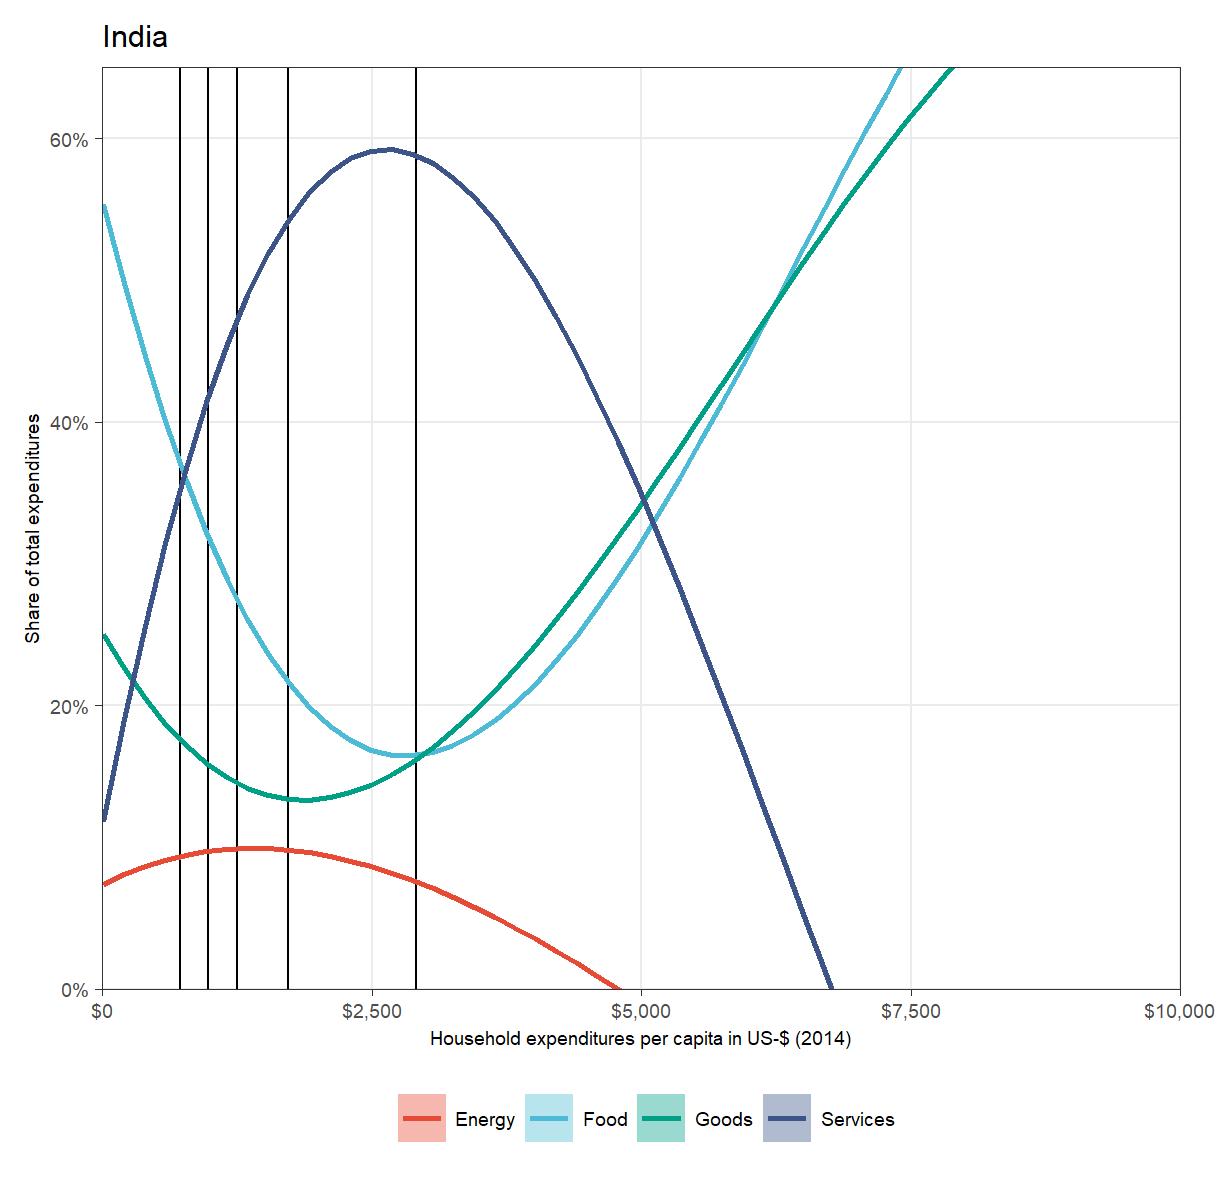 India
60%
40%
20%
0%
Share of total expenditures
$0 $2,500 $5,000 $7,500 $10,000
Household expenditures per capita in US-$ (2014)
Energy Food Goods Services